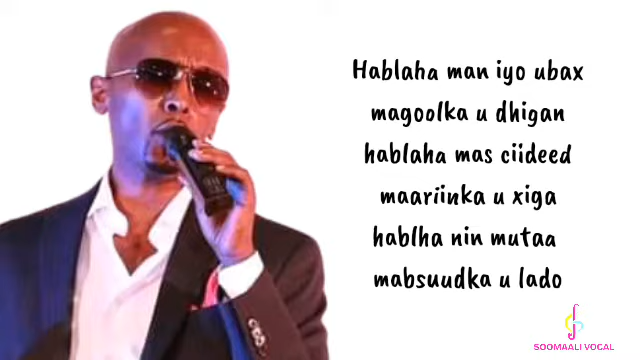 Hablaha man iyo ubax
magoolka u dhigan
hablaha mas ciideed
maariinka u xiga
hablha nin mutaa
mabsuudka u lado
SOOMAALI VOCAL